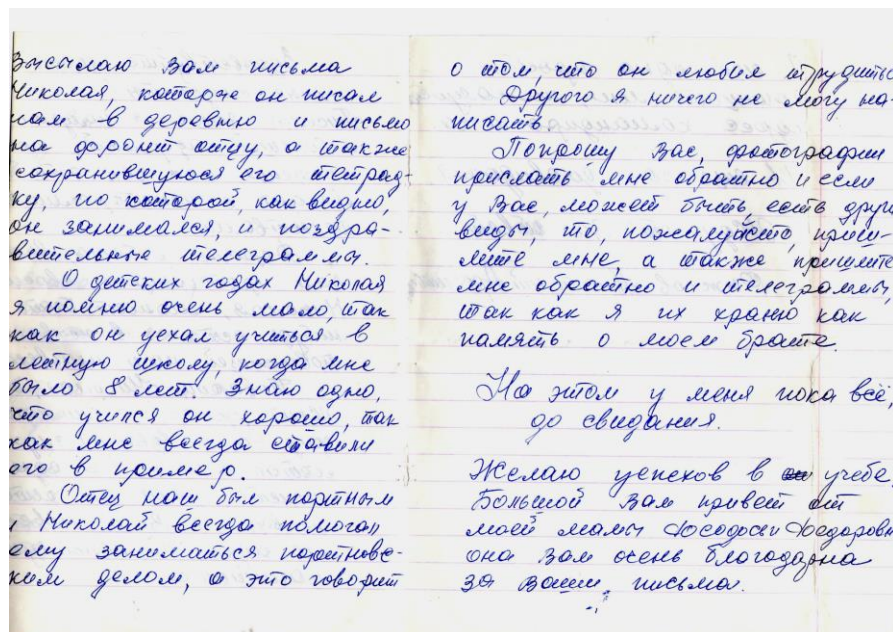 Высылаю Вам письма
Николая, которые он писал
нам в деревню и письмо
на фронт отцу, а также
сохранившуюся его тетрад-
ку, по которой, как видно,
он занимался, и поздра-
вительные телеграммы.
О детских годах Николая
я помню очень мало, так
как он уехал учиться в
летную школу, когда мне
было 8 лет. Знаю одно,
что учился он хорошо, так
как мне всегда ставили
его в пример.
Отец наш был портным
и Николай всегда помогал
ему заниматься портновс-
ким делом, а это говорит
о том, что он любил трудиться
Другого я ничего не могу на-
писать.
Попрошу Вас, фотографии
прислать мне обратно и если
у Вас, может быть, есть други
виды, то, пожалуйста, приш-
лите мне, а также пришлите
мне обратно и телеграммы,
так как я их храню как
память о моем брате.
На этом у меня пока всё,
до свидания.
Желаю успехов в учебе,
Большой Вам привет от
моей мамы Федоровн
она Вам очень благодарна
за Ваши письма.